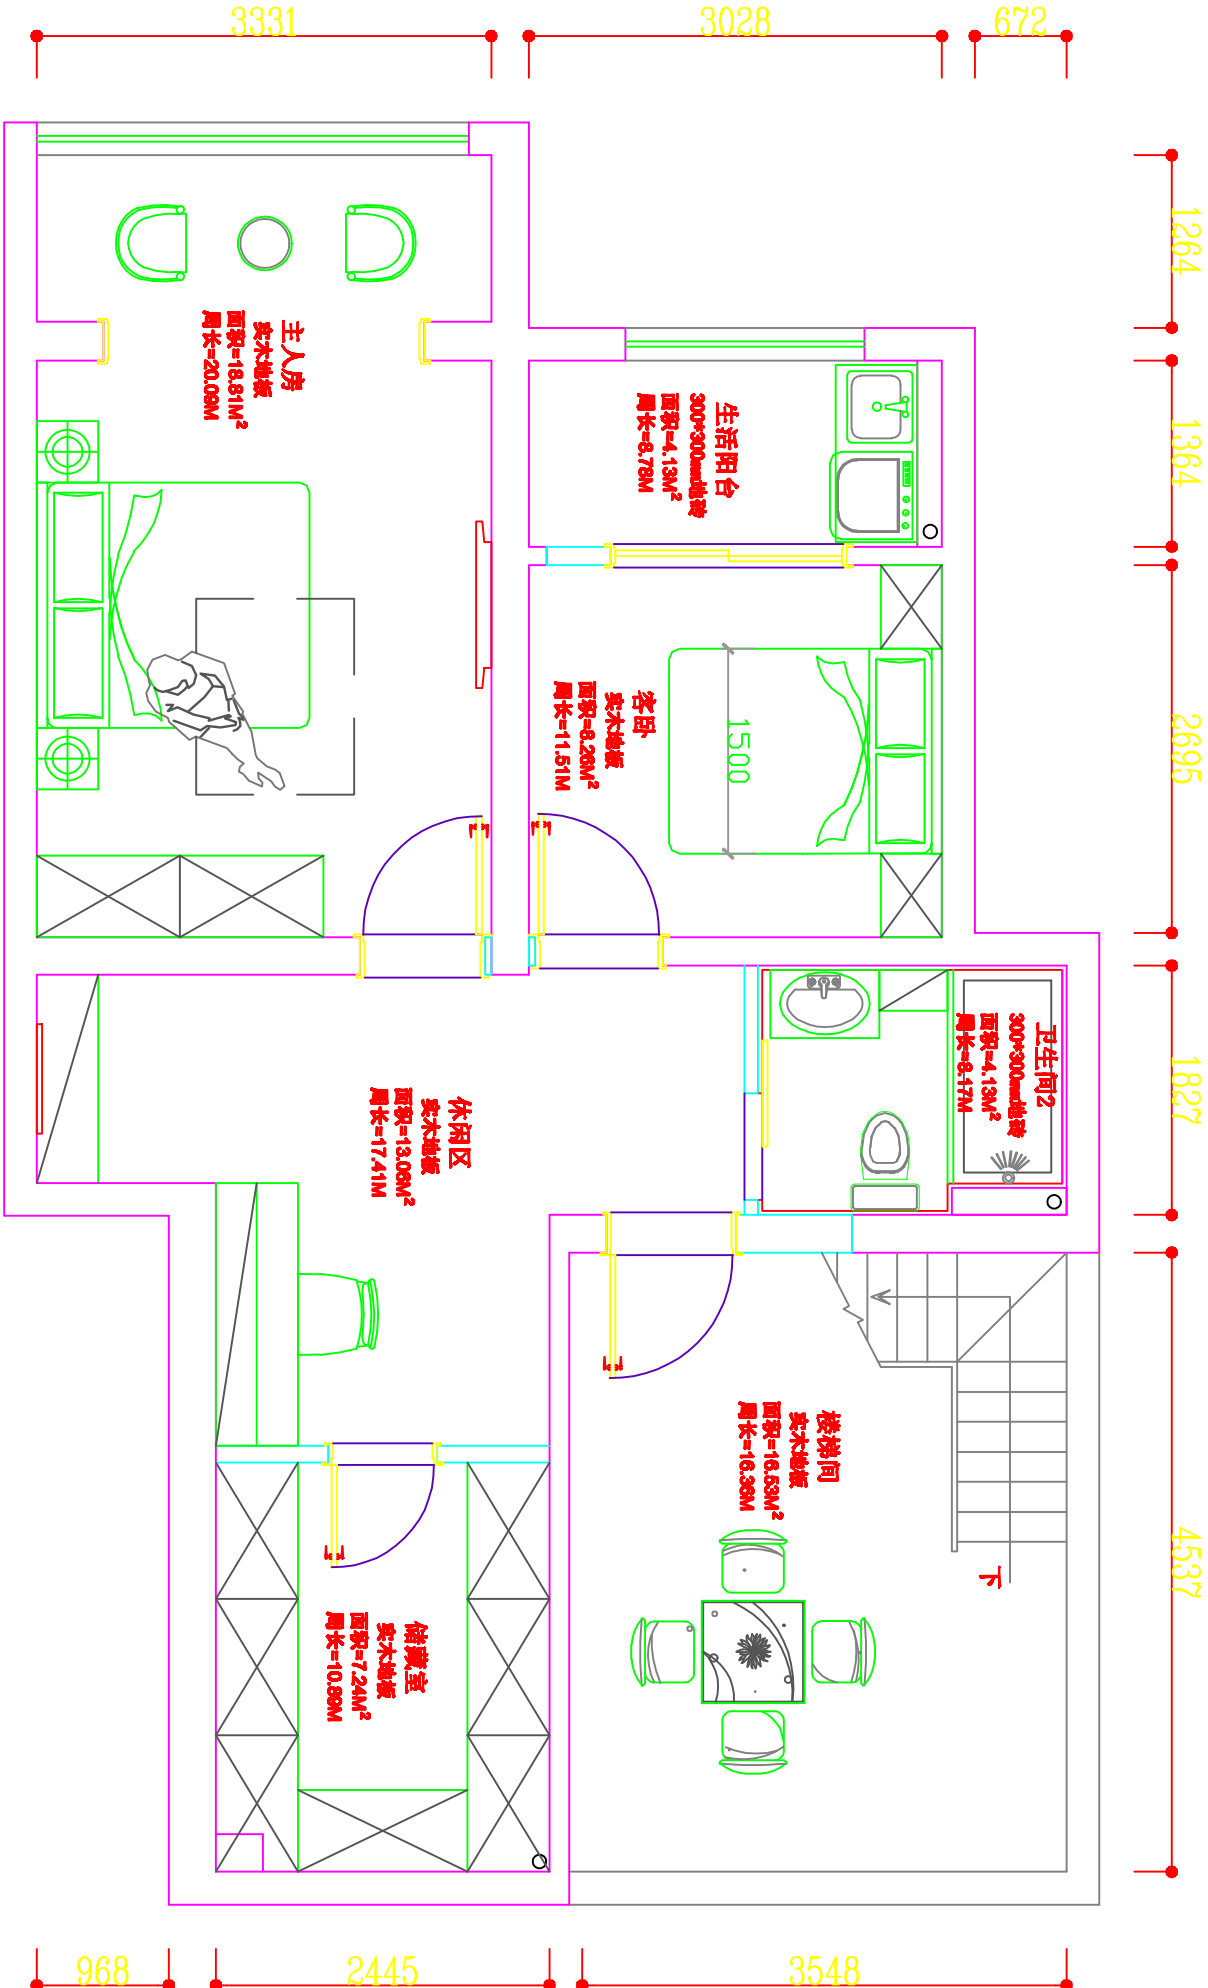 3331
3028
672
1264
1364
2695
1827
4537
主人房
实木地板
面积=18.81M²
周长=20.09M
生活阳台
300*300mm地砖
面积=4.13M²
周长=8.78M
客卧
实木地板
面积=8.26M²
周长=11.51M
1500
卫生间2
300*300mm地砖
面积=4.13M²
周长=8.17M
休闲区
实木地板
面积=13.06M²
周长=17.41M
楼梯间
实木地板
面积=16.53M²
周长=16.36M
下
储藏室
实木地板
面积=7.24M²
周长=10.89M
968
2445
3548